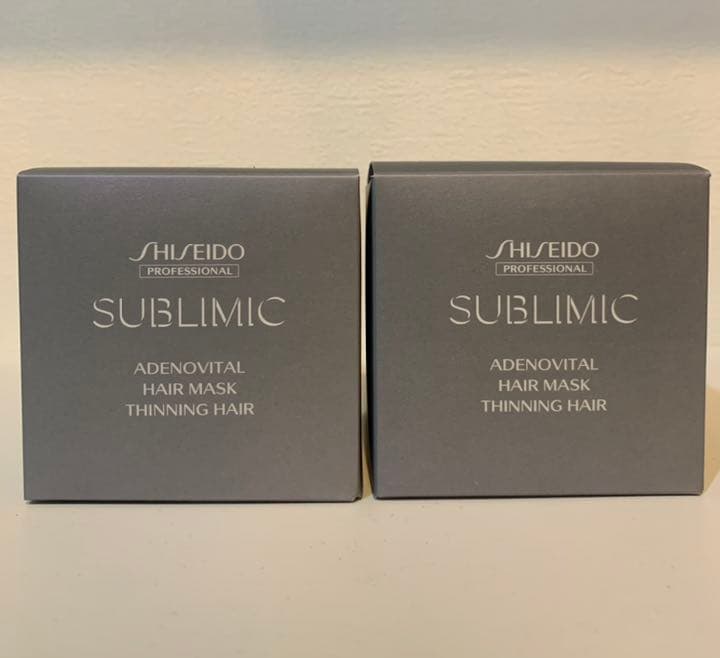 SHISEIDO
PROFESSIONAL
SUBLIMIC
ADENOVITAL
HAIR MASK
THINNING HAIR
SHISEIDO
PROFESSIONAL
SUBLIMIC
ADENOVITAL
HAIR MASK
THINNING HAIR